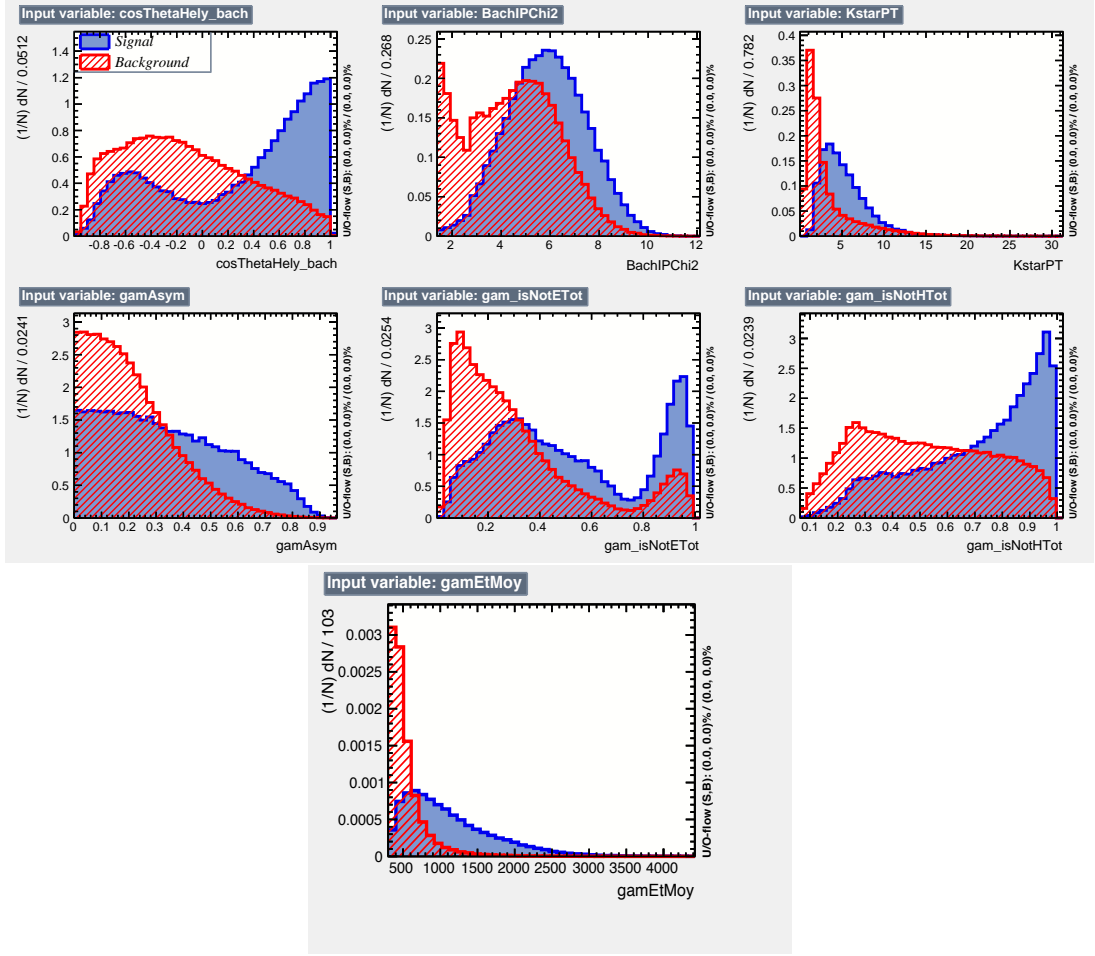 Input variable: cosThetaHely_bach
(1/N) dN / 0.0512
1.4
1.2
1
0.8
0.6
0.4
0.2
0
Signal
Background
-0.8 -0.6 -0.4 -0.2 0 0.2 0.4 0.6 0.8 1
cosThetaHely_bach
U/O-flow (S,B): (0.0, 0.0)% / (0.0, 0.0)%
Input variable: BachIPChi2
(1/N) dN / 0.268
0.25
0.2
0.15
0.1
0.05
0
2 4 6 8 10 12
BachIPChi2
U/O-flow (S,B): (0.0, 0.0)% / (0.0, 0.0)%
Input variable: KstarPT
(1/N) dN / 0.782
0.4
0.35
0.3
0.25
0.2
0.15
0.1
0.05
0
5 10 15 20 25 30
KstarPT
U/O-flow (S,B): (0.0, 0.0)% / (0.0, 0.0)%
Input variable: gamAsym
(1/N) dN / 0.0241
3
2.5
2
1.5
1
0.5
0
0 0.1 0.2 0.3 0.4 0.5 0.6 0.7 0.8 0.9
gamAsym
U/O-flow (S,B): (0.0, 0.0)% / (0.0, 0.0)%
Input variable: gam_isNotETot
(1/N) dN / 0.0254
3
2.5
2
1.5
1
0.5
0
0.2 0.4 0.6 0.8 1
gam_isNotETot
U/O-flow (S,B): (0.0, 0.0)% / (0.0, 0.0)%
Input variable: gam_isNotHTot
(1/N) dN / 0.0239
3
2.5
2
1.5
1
0.5
0
0.1 0.2 0.3 0.4 0.5 0.6 0.7 0.8 0.9 1
gam_isNotHTot
U/O-flow (S,B): (0.0, 0.0)% / (0.0, 0.0)%
Input variable: gamEtMoy
(1/N) dN / 103
0.003
0.0025
0.002
0.0015
0.001
0.0005
0
500 1000 1500 2000 2500 3000 3500 4000
gamEtMoy
U/O-flow (S,B): (0.0, 0.0)% / (0.0, 0.0)%